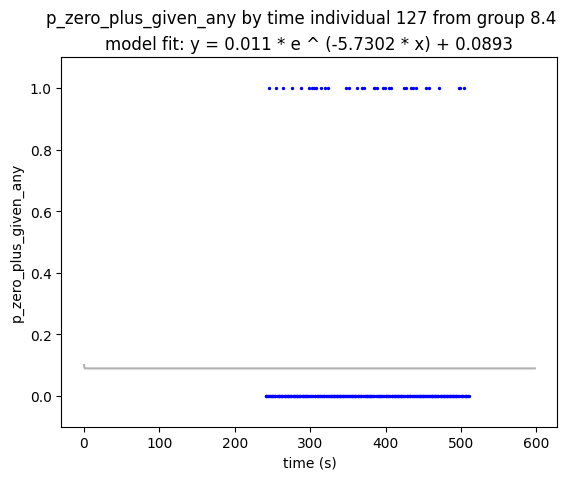 p_zero_plus_given_any by time individual 127 from group 8.4
model fit: y = 0.011 * e ^ (-5.7302 * x) + 0.0893
p_zero_plus_given_any
1.0
0.8
0.6
0.4
0.2
0.0
0 100 200 300 400 500 600
time (s)